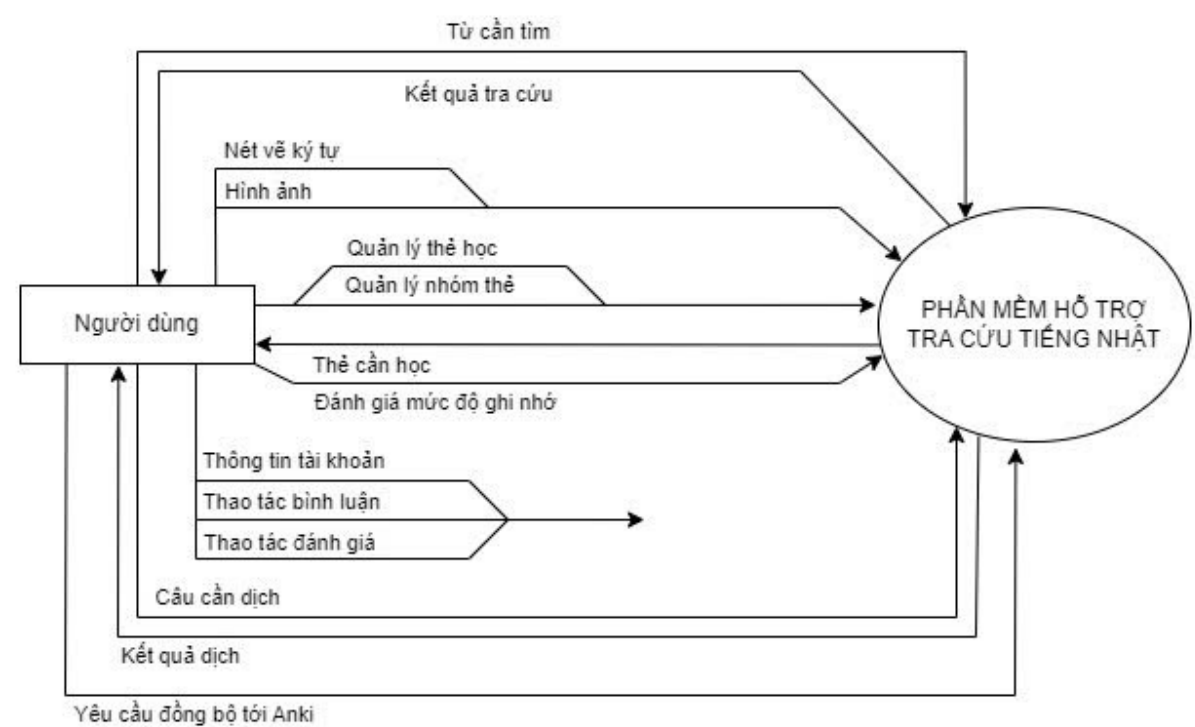 Từ cần tìm
Kết quả tra cứu
Nét vẽ ký tự
Hình ảnh
Quản lý thẻ học
Quản lý nhóm thẻ
Người dùng
PHẦN MỀM HỖ TRỢ
TRA CỨU TIẾNG NHẬT
Thẻ cần học
Đánh giá mức độ ghi nhớ
Thông tin tài khoản
Thao tác bình luận
Thao tác đánh giá
Câu cần dịch
Kết quả dịch
Yêu cầu đồng bộ tới Anki